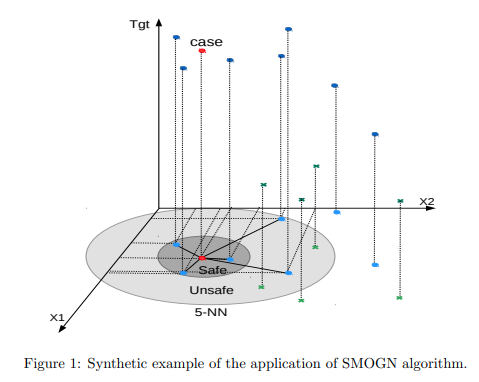 Tgt
case
X2
Safe
Unsafe
X1
5-NN
Figure 1: Synthetic example of the application of SMOGN algorithm.